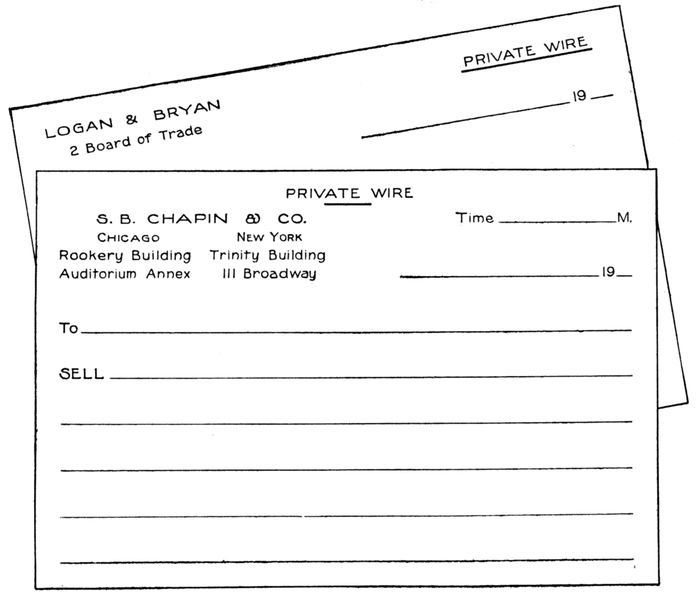 PRIVATE WIRE
LOGAN & BRYAN
2 Board of Trade
19
PRIVATE WIRE
S. B. CHAPIN & CO.
Time M.
CHICAGO NEW YORK
Rookery Building Trinity Building
Auditorium Annex 111 Broadway
19
To
SELL